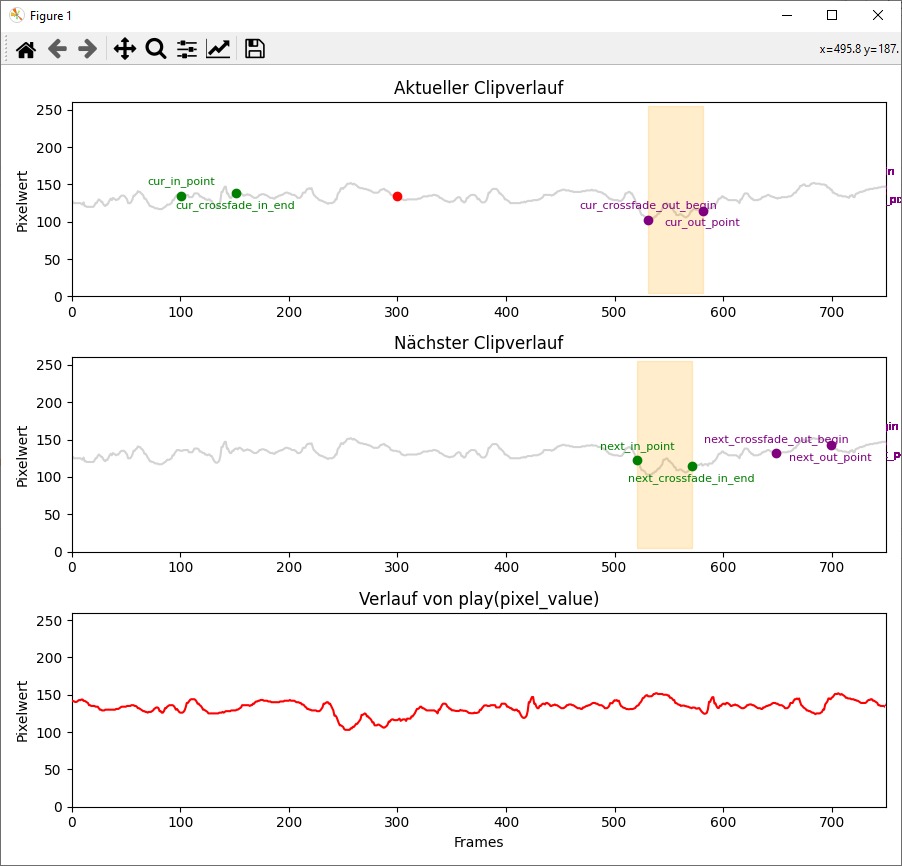 Figure 1
x=495.8 y=187.
Aktueller Clipverlauf
Pixelwert
250
200
150
100
50
0
cur_in_point
cur_crossfade_in_end
cur_crossfade_out_begin
cur_out_point
0 100 200 300 400 500 600 700
Nächster Clipverlauf
Pixelwert
250
200
150
100
50
0
next_in_point
next_crossfade_in_end
next_crossfade_out_begin
next_out_point
0 100 200 300 400 500 600 700
Verlauf von play(pixel_value)
Pixelwert
250
200
150
100
50
0
0 100 200 300 400 500 600 700
Frames